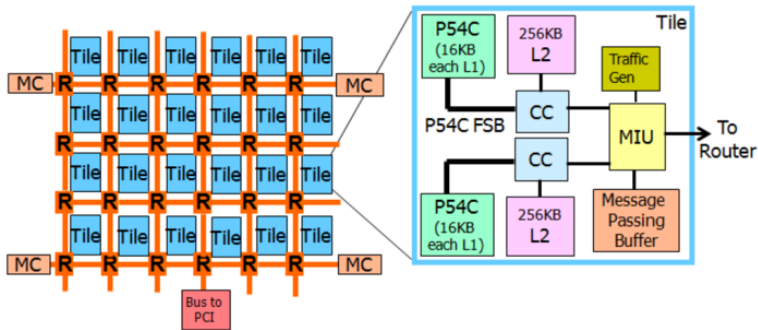 Tile Tile Tile Tile Tile Tile
MC R R R R R R MC
Tile Tile Tile Tile Tile Tile
R R R R R R
Tile Tile Tile Tile Tile Tile
R R R R R R
Tile Tile Tile Tile Tile Tile
MC R R R R R R MC
Bus to
PCI
Tile
P54C
(16KB
each L1)
256KB
L2
Traffic
Gen
P54C FSB
CC
MIU
To
Router
CC
P54C
(16KB
each L1)
256KB
L2
Message
Passing
Buffer